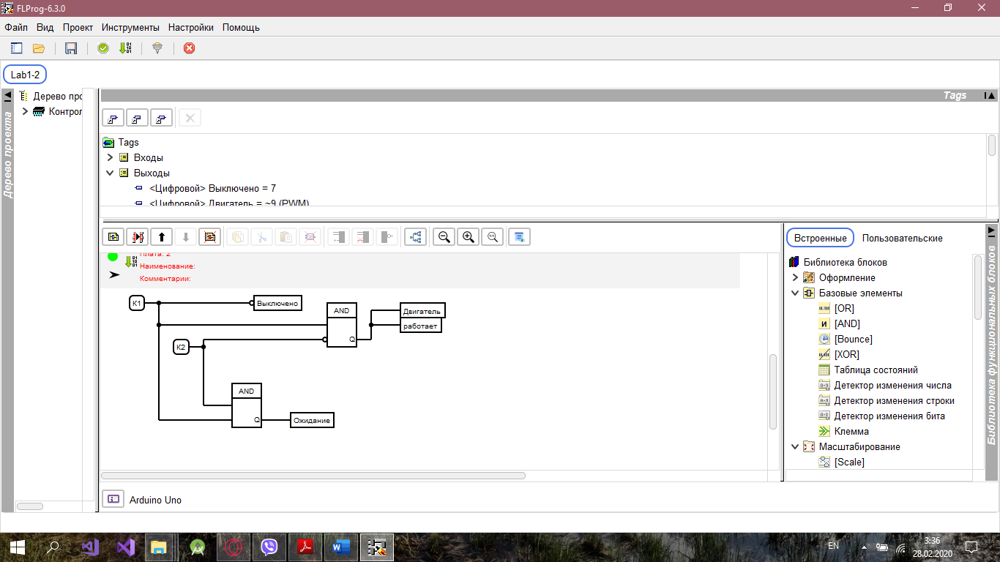 FLProg-6.3.0
Файл Вид Проект Инструменты Настройки Помощь
Lab1-2
Дерево проекта
Дерево про
Контрол
Tags
Tags
Входы
Выходы
<Цифровой> Выключено = 7
<Цифровой> Двигатель = ~9 (PWM)
Плата: 2
Наименование:
Комментарии:
K1
Выключено
AND
Q
Двигатель
работает
K2
AND
Q
Ожидание
Встроенные Пользовательские
Библиотека блоков
Оформление
Базовые элементы
[OR]
[AND]
[Bounce]
[XOR]
Таблица состояний
Детектор изменения числа
Детектор изменения строки
Детектор изменения бита
Клемма
Масштабирование
[Scale]
Библиотека функциональных блоков
Arduino Uno
EN
3:36
28.02.2020